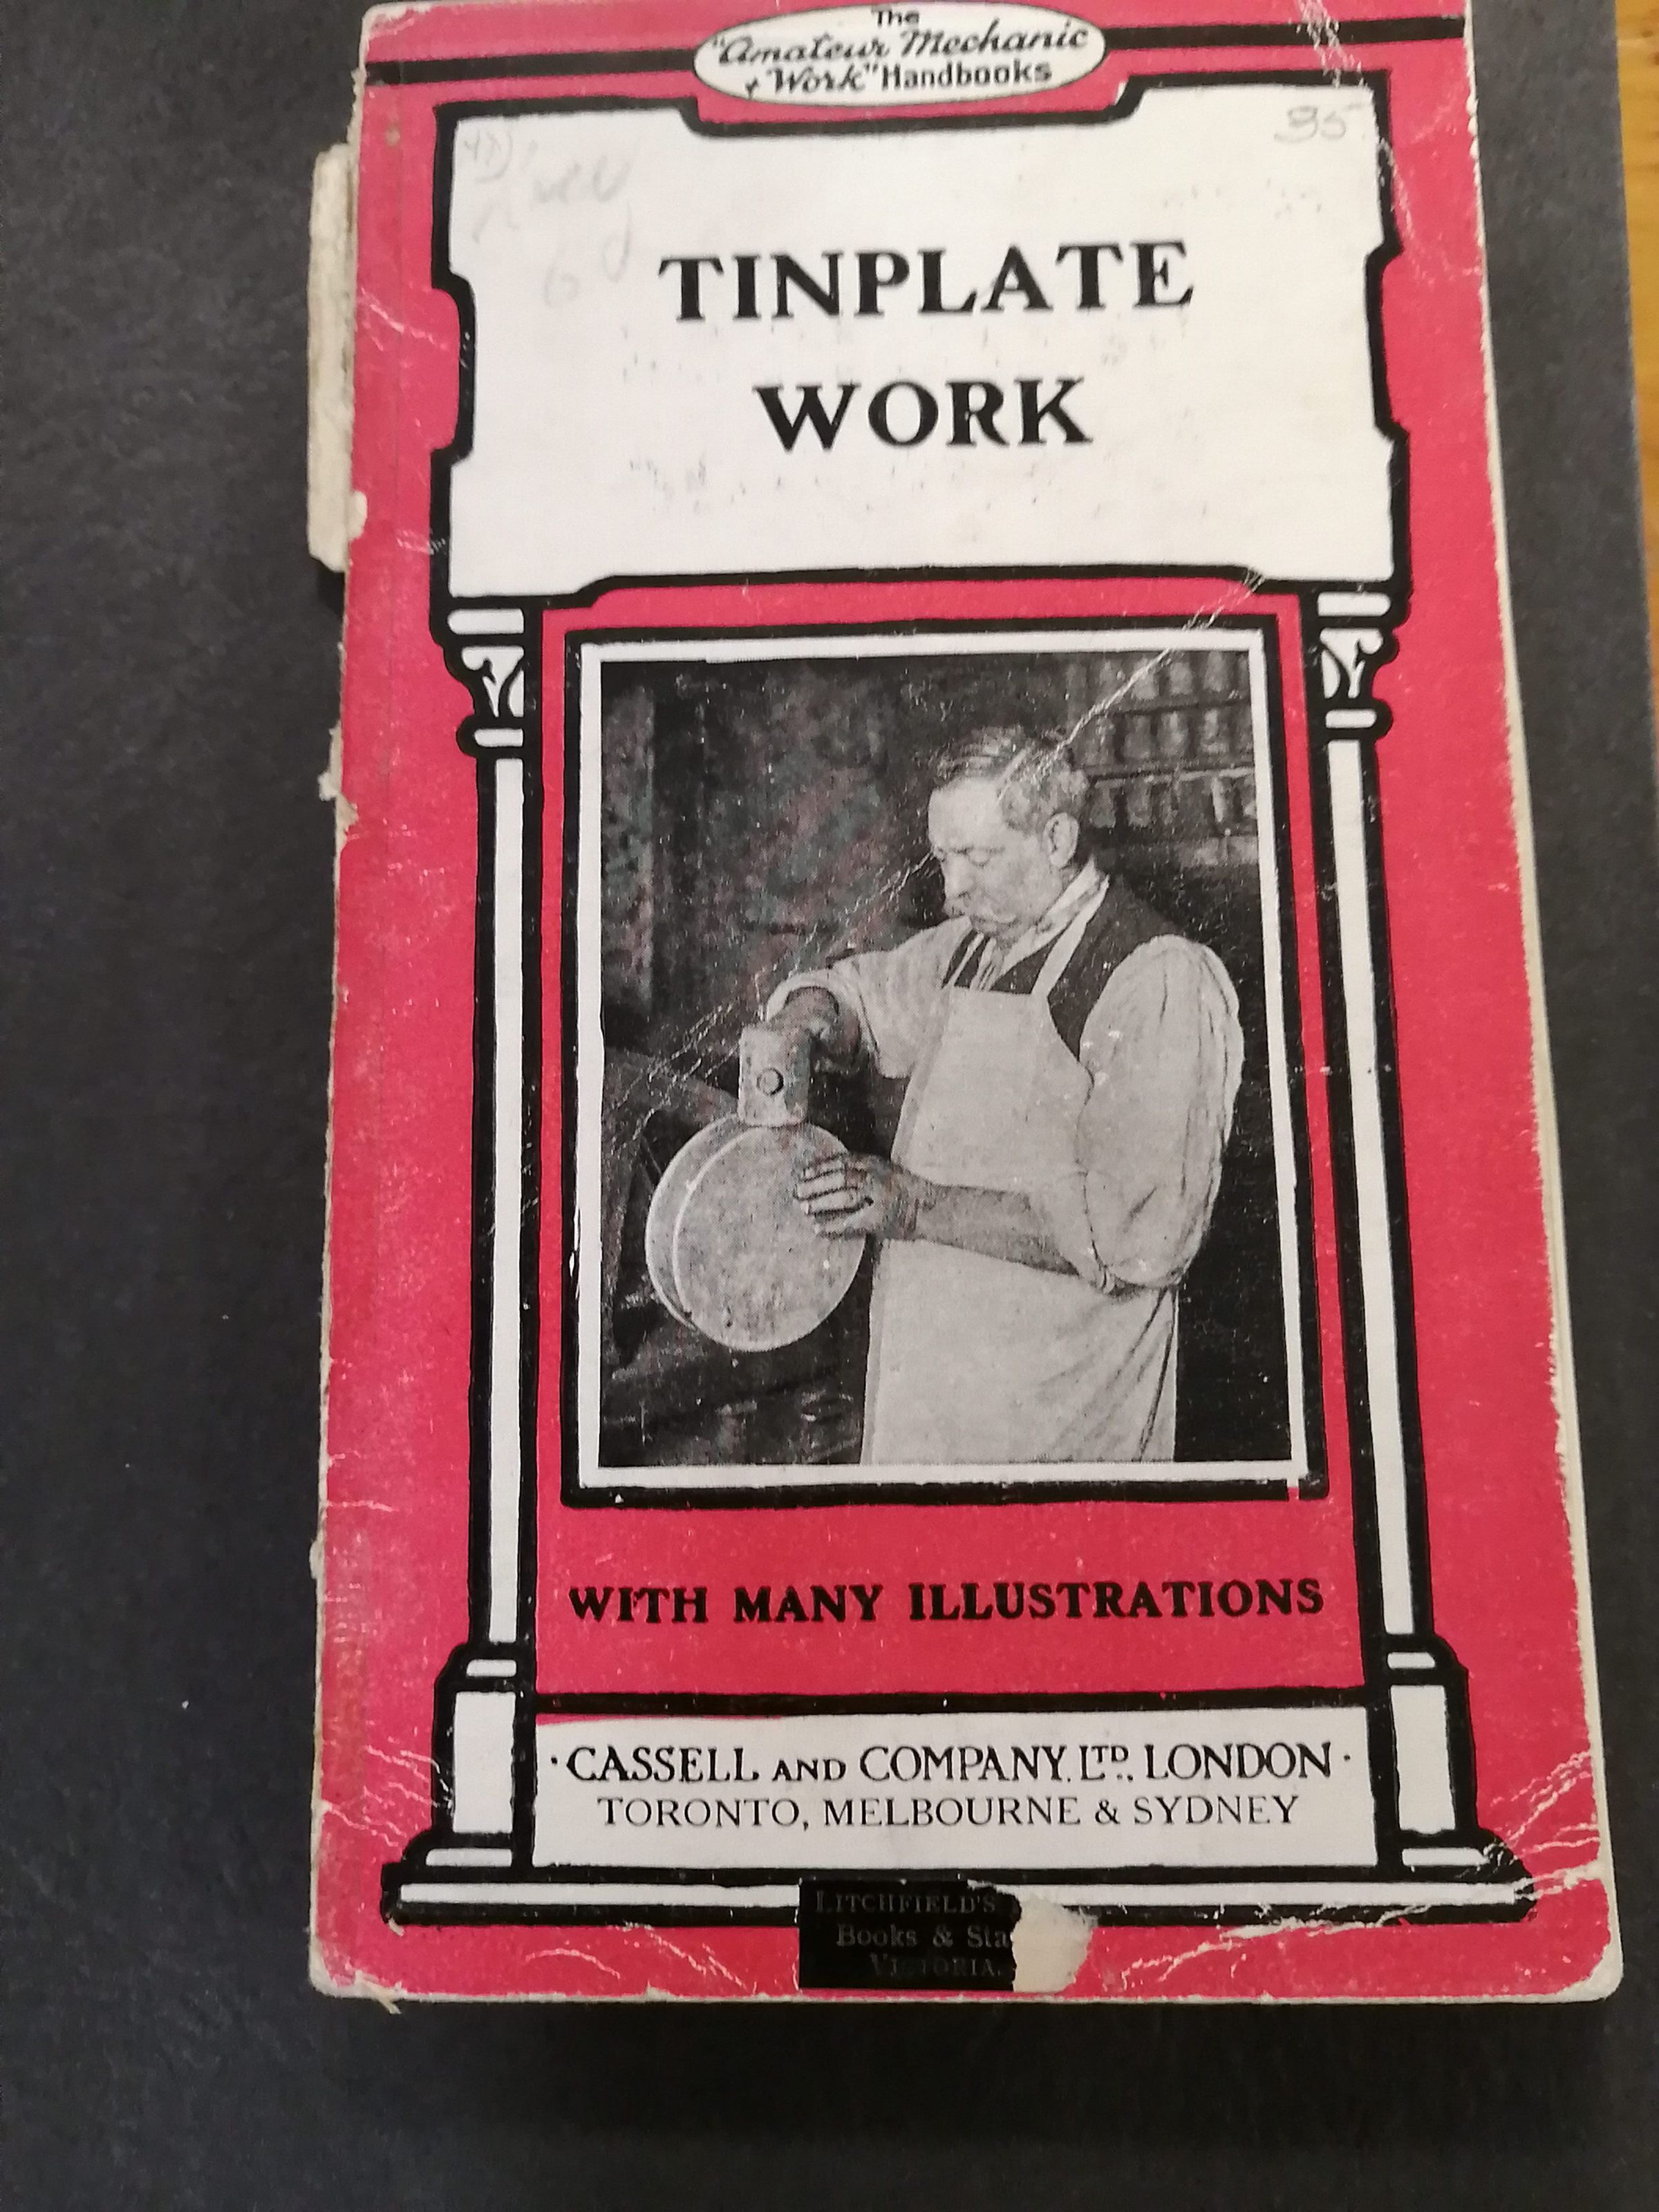 The
"Amateur Mechanic
& Work" Handbooks
35
TINPLATE
WORK
WITH MANY ILLUSTRATIONS
· CASSELL AND COMPANY, LTD. LONDON ·
TORONTO, MELBOURNE & SYDNEY
LITCHFIELD'S
Books & Sta
VICTORIA.